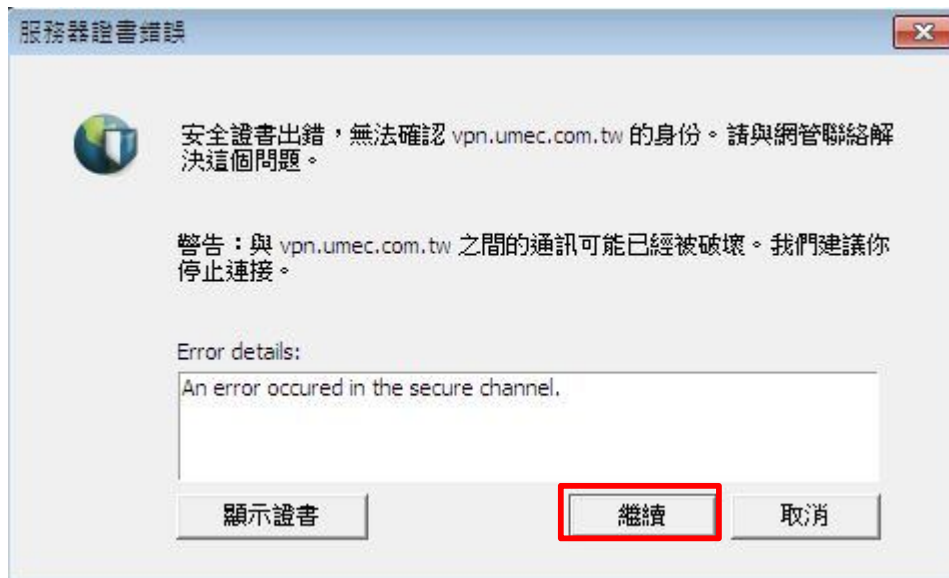 服務器證書錯誤
安全證書出錯，無法確認 vpn.umec.com.tw 的身份。請與網管聯絡解
決這個問題。
警告：與 vpn.umec.com.tw 之間的通訊可能已經被破壞。我們建議你
停止連接。
Error details:
An error occured in the secure channel.
顯示證書
繼續
取消